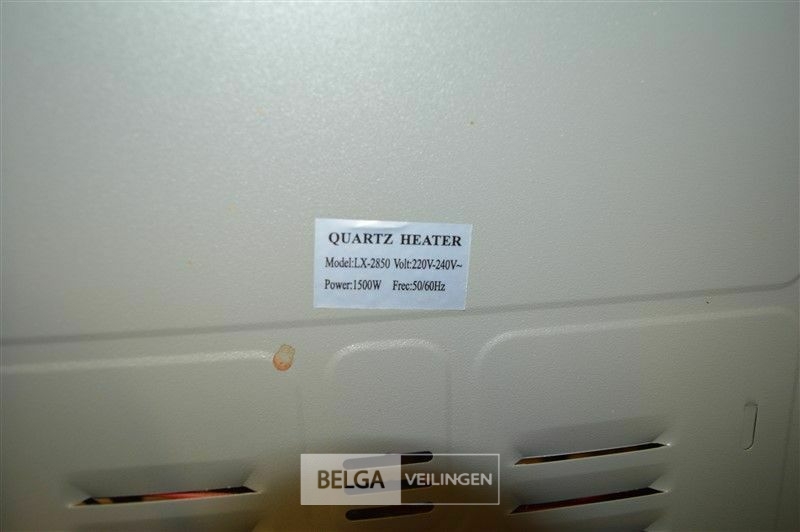 QUARTZ HEATER
Model:LX-2850 Volt:220V-240V~
Power:1500W Frec:50/60Hz
BELGA VEILINGEN